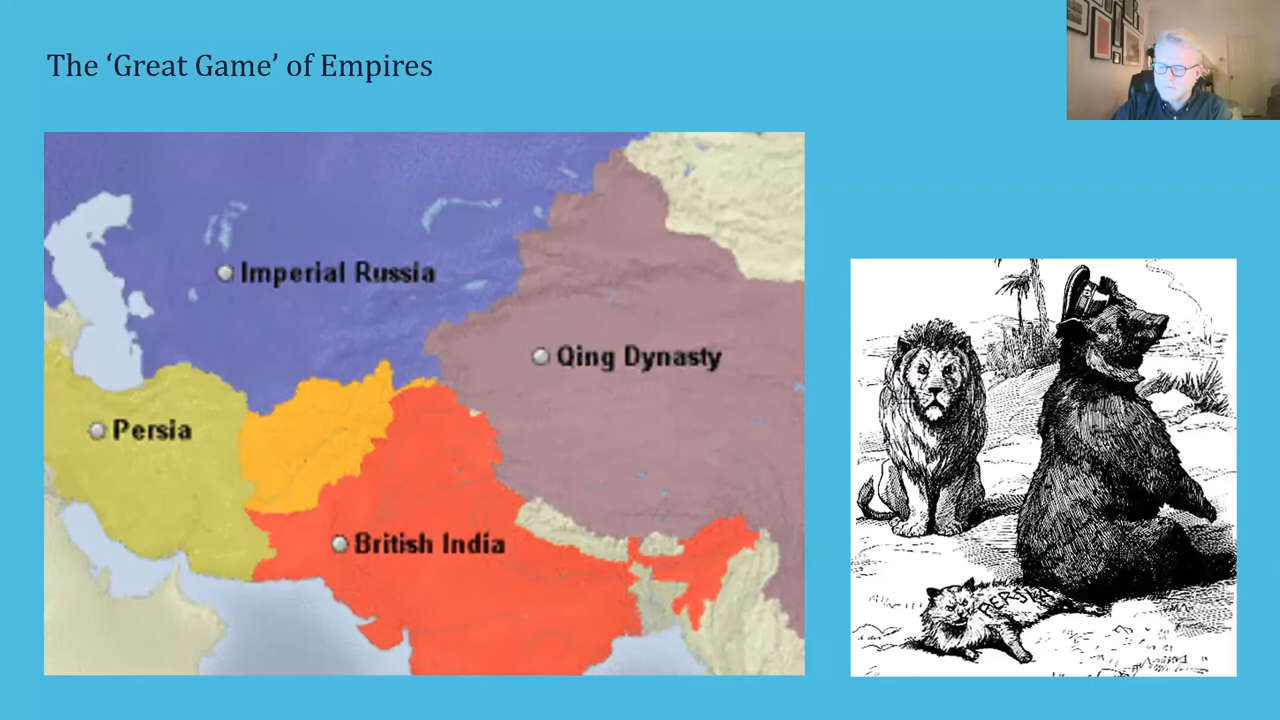 The ‘Great Game’ of Empires
Imperial Russia
Qing Dynasty
Persia
British India
PERSIA